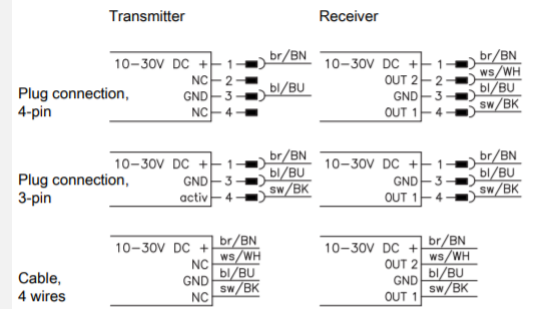 Transmitter Receiver
Plug connection,
4-pin
10-30V DC + 1 br/BN
NC 2
GND 3 bl/BU
NC 4
10-30V DC + 1 br/BN
OUT 2 2 ws/WH
GND 3 bl/BU
OUT 1 4 sw/BK
Plug connection,
3-pin
10-30V DC + 1 br/BN
GND 3 bl/BU
activ 4 sw/BK
10-30V DC + 1 br/BN
GND 3 bl/BU
OUT 1 4 sw/BK
Cable,
4 wires
10-30V DC + br/BN
NC ws/WH
GND bl/BU
NC sw/BK
10-30V DC + br/BN
OUT 2 ws/WH
GND bl/BU
OUT 1 sw/BK